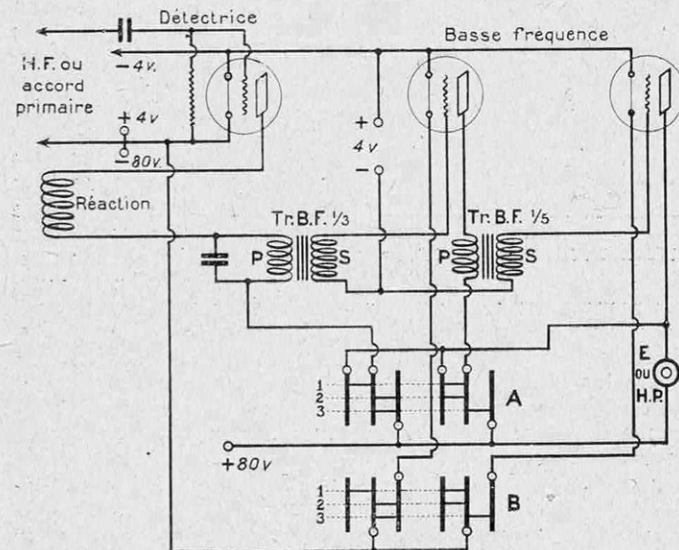 Détectrice
Basse fréquence
H.F. ou
accord
primaire
− 4v.
+ 4v
− 80v.
Réaction
+
4v
−
Tr. B.F. 1/3
P
S
Tr. B.F. 1/5
P
S
E
OU
H.P.
1
2
3
A
+80v
1
2
3
B